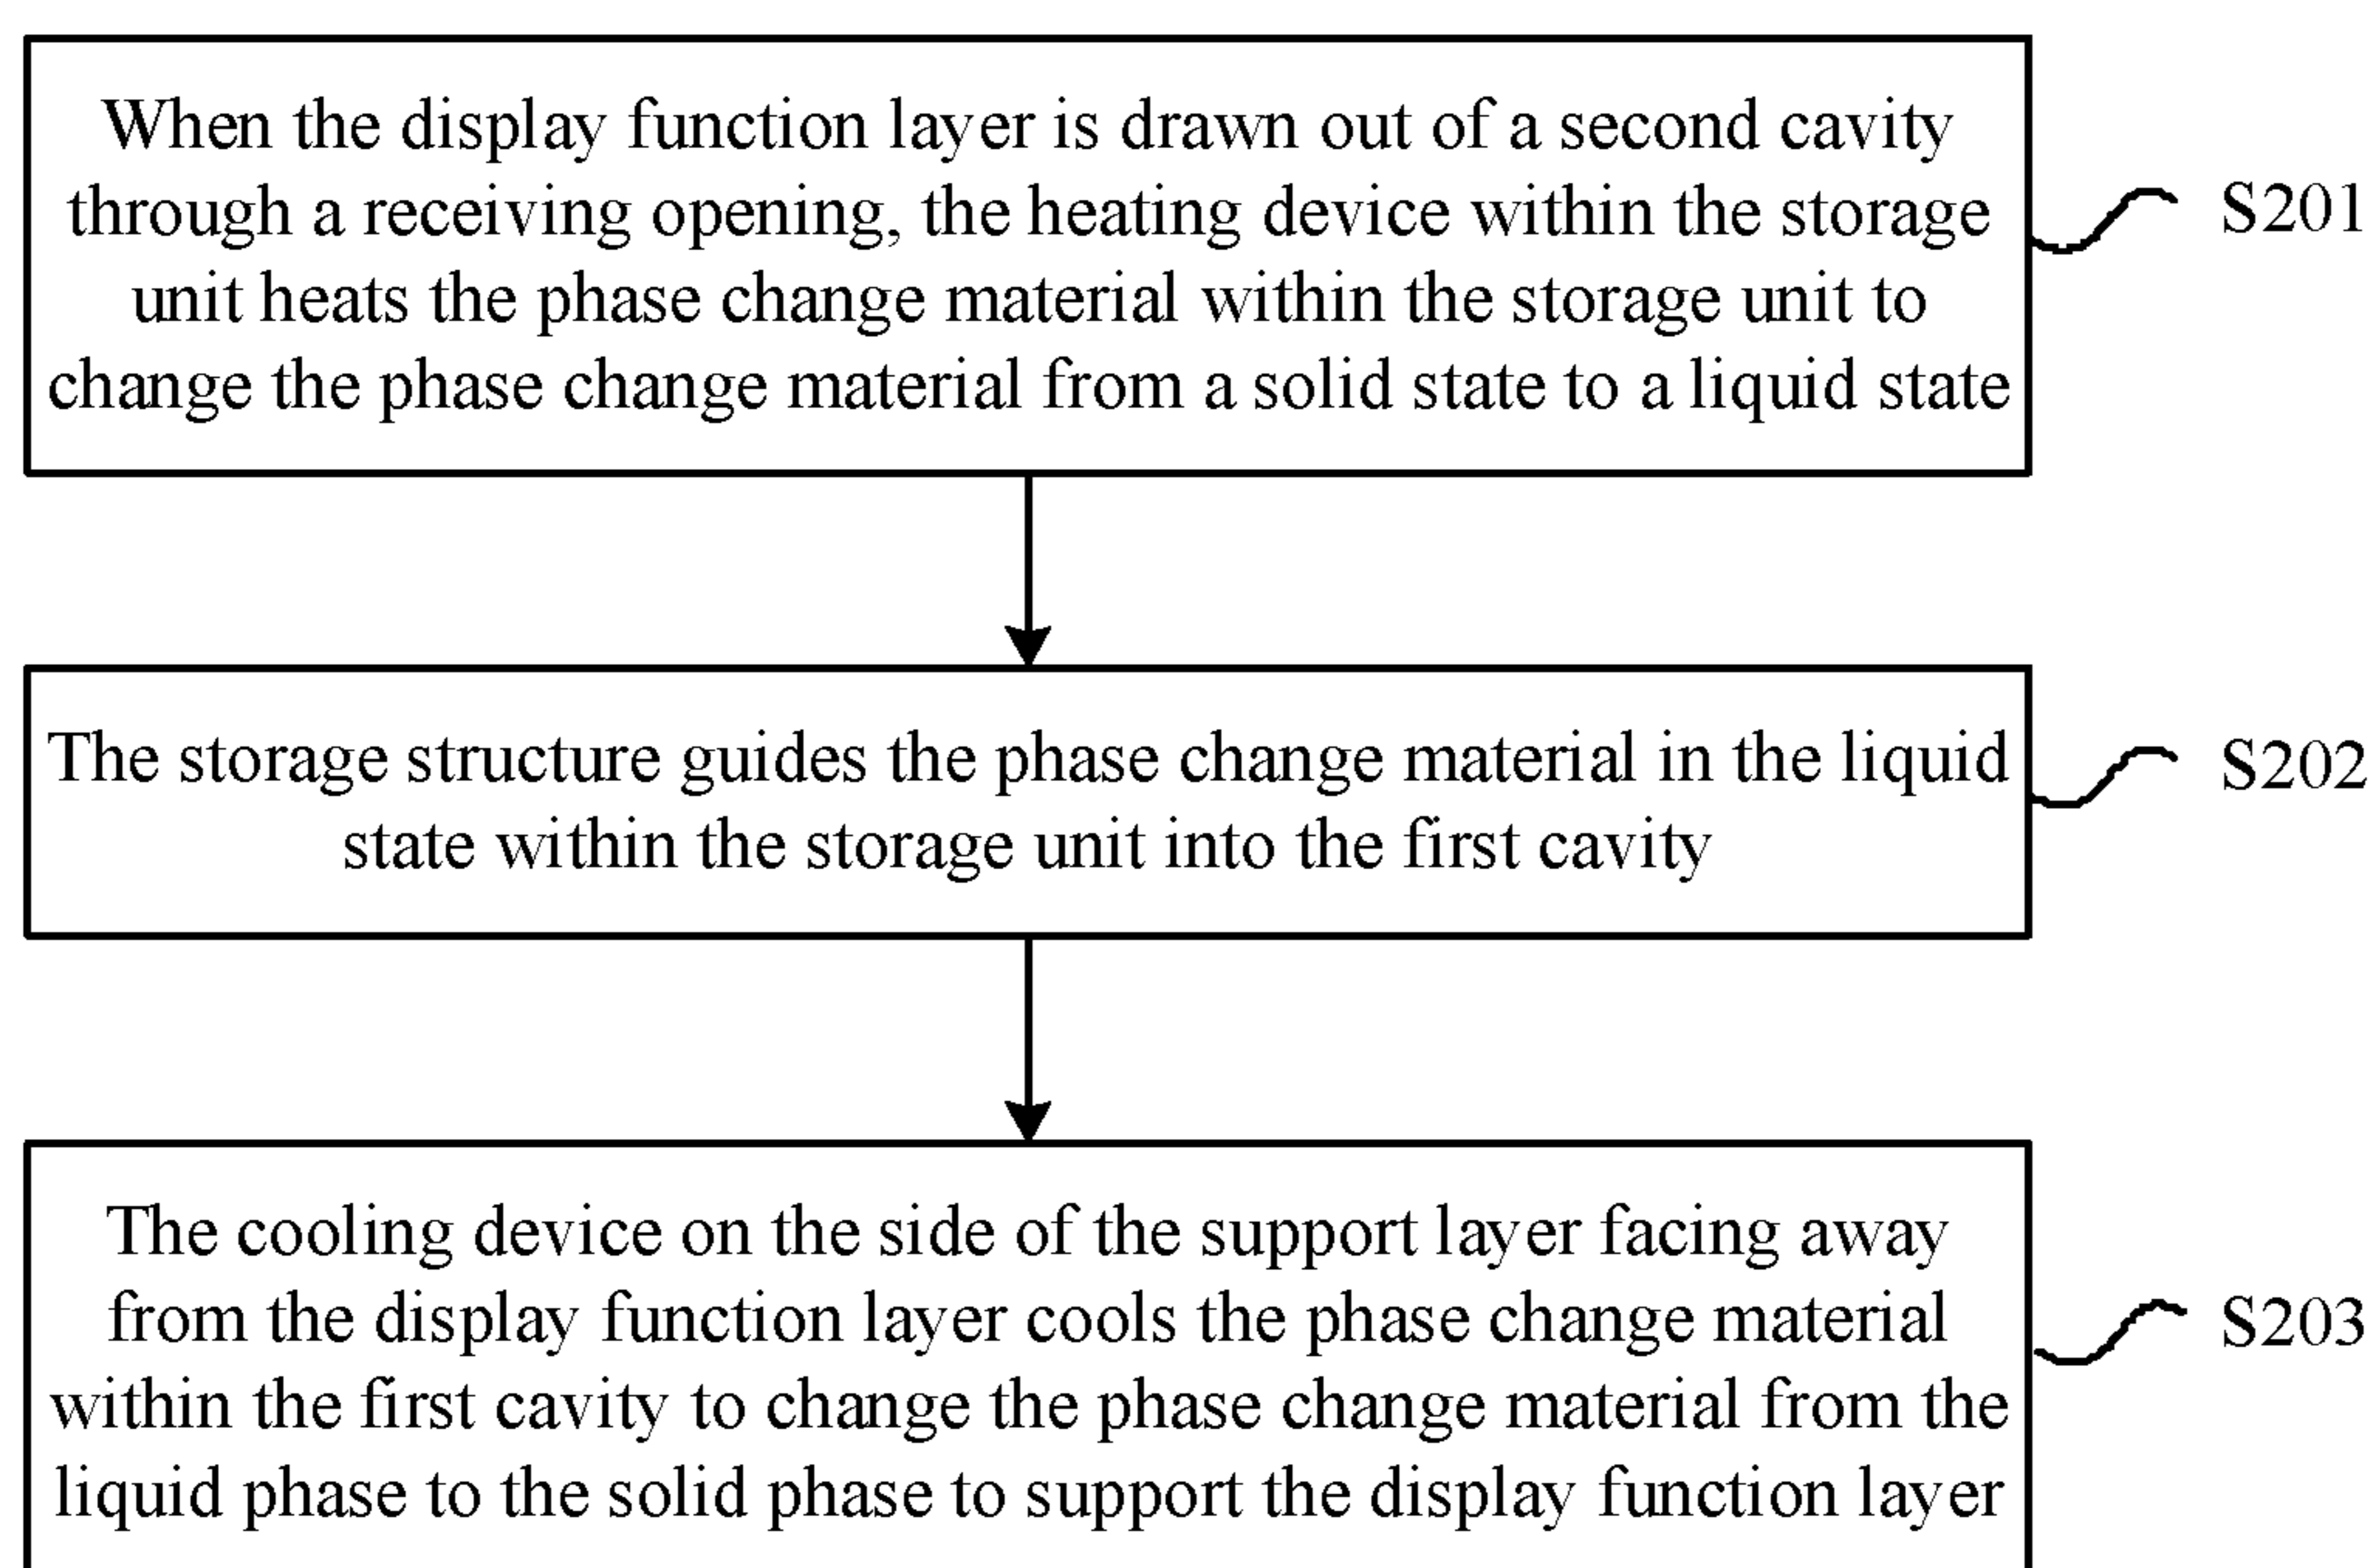 When the display function layer is drawn out of a second cavity
through a receiving opening, the heating device within the storage
unit heats the phase change material within the storage unit to
change the phase change material from a solid state to a liquid state
S201
The storage structure guides the phase change material in the liquid
state within the storage unit into the first cavity
S202
The cooling device on the side of the support layer facing away
from the display function layer cools the phase change material
within the first cavity to change the phase change material from the
liquid phase to the solid phase to support the display function layer
S203